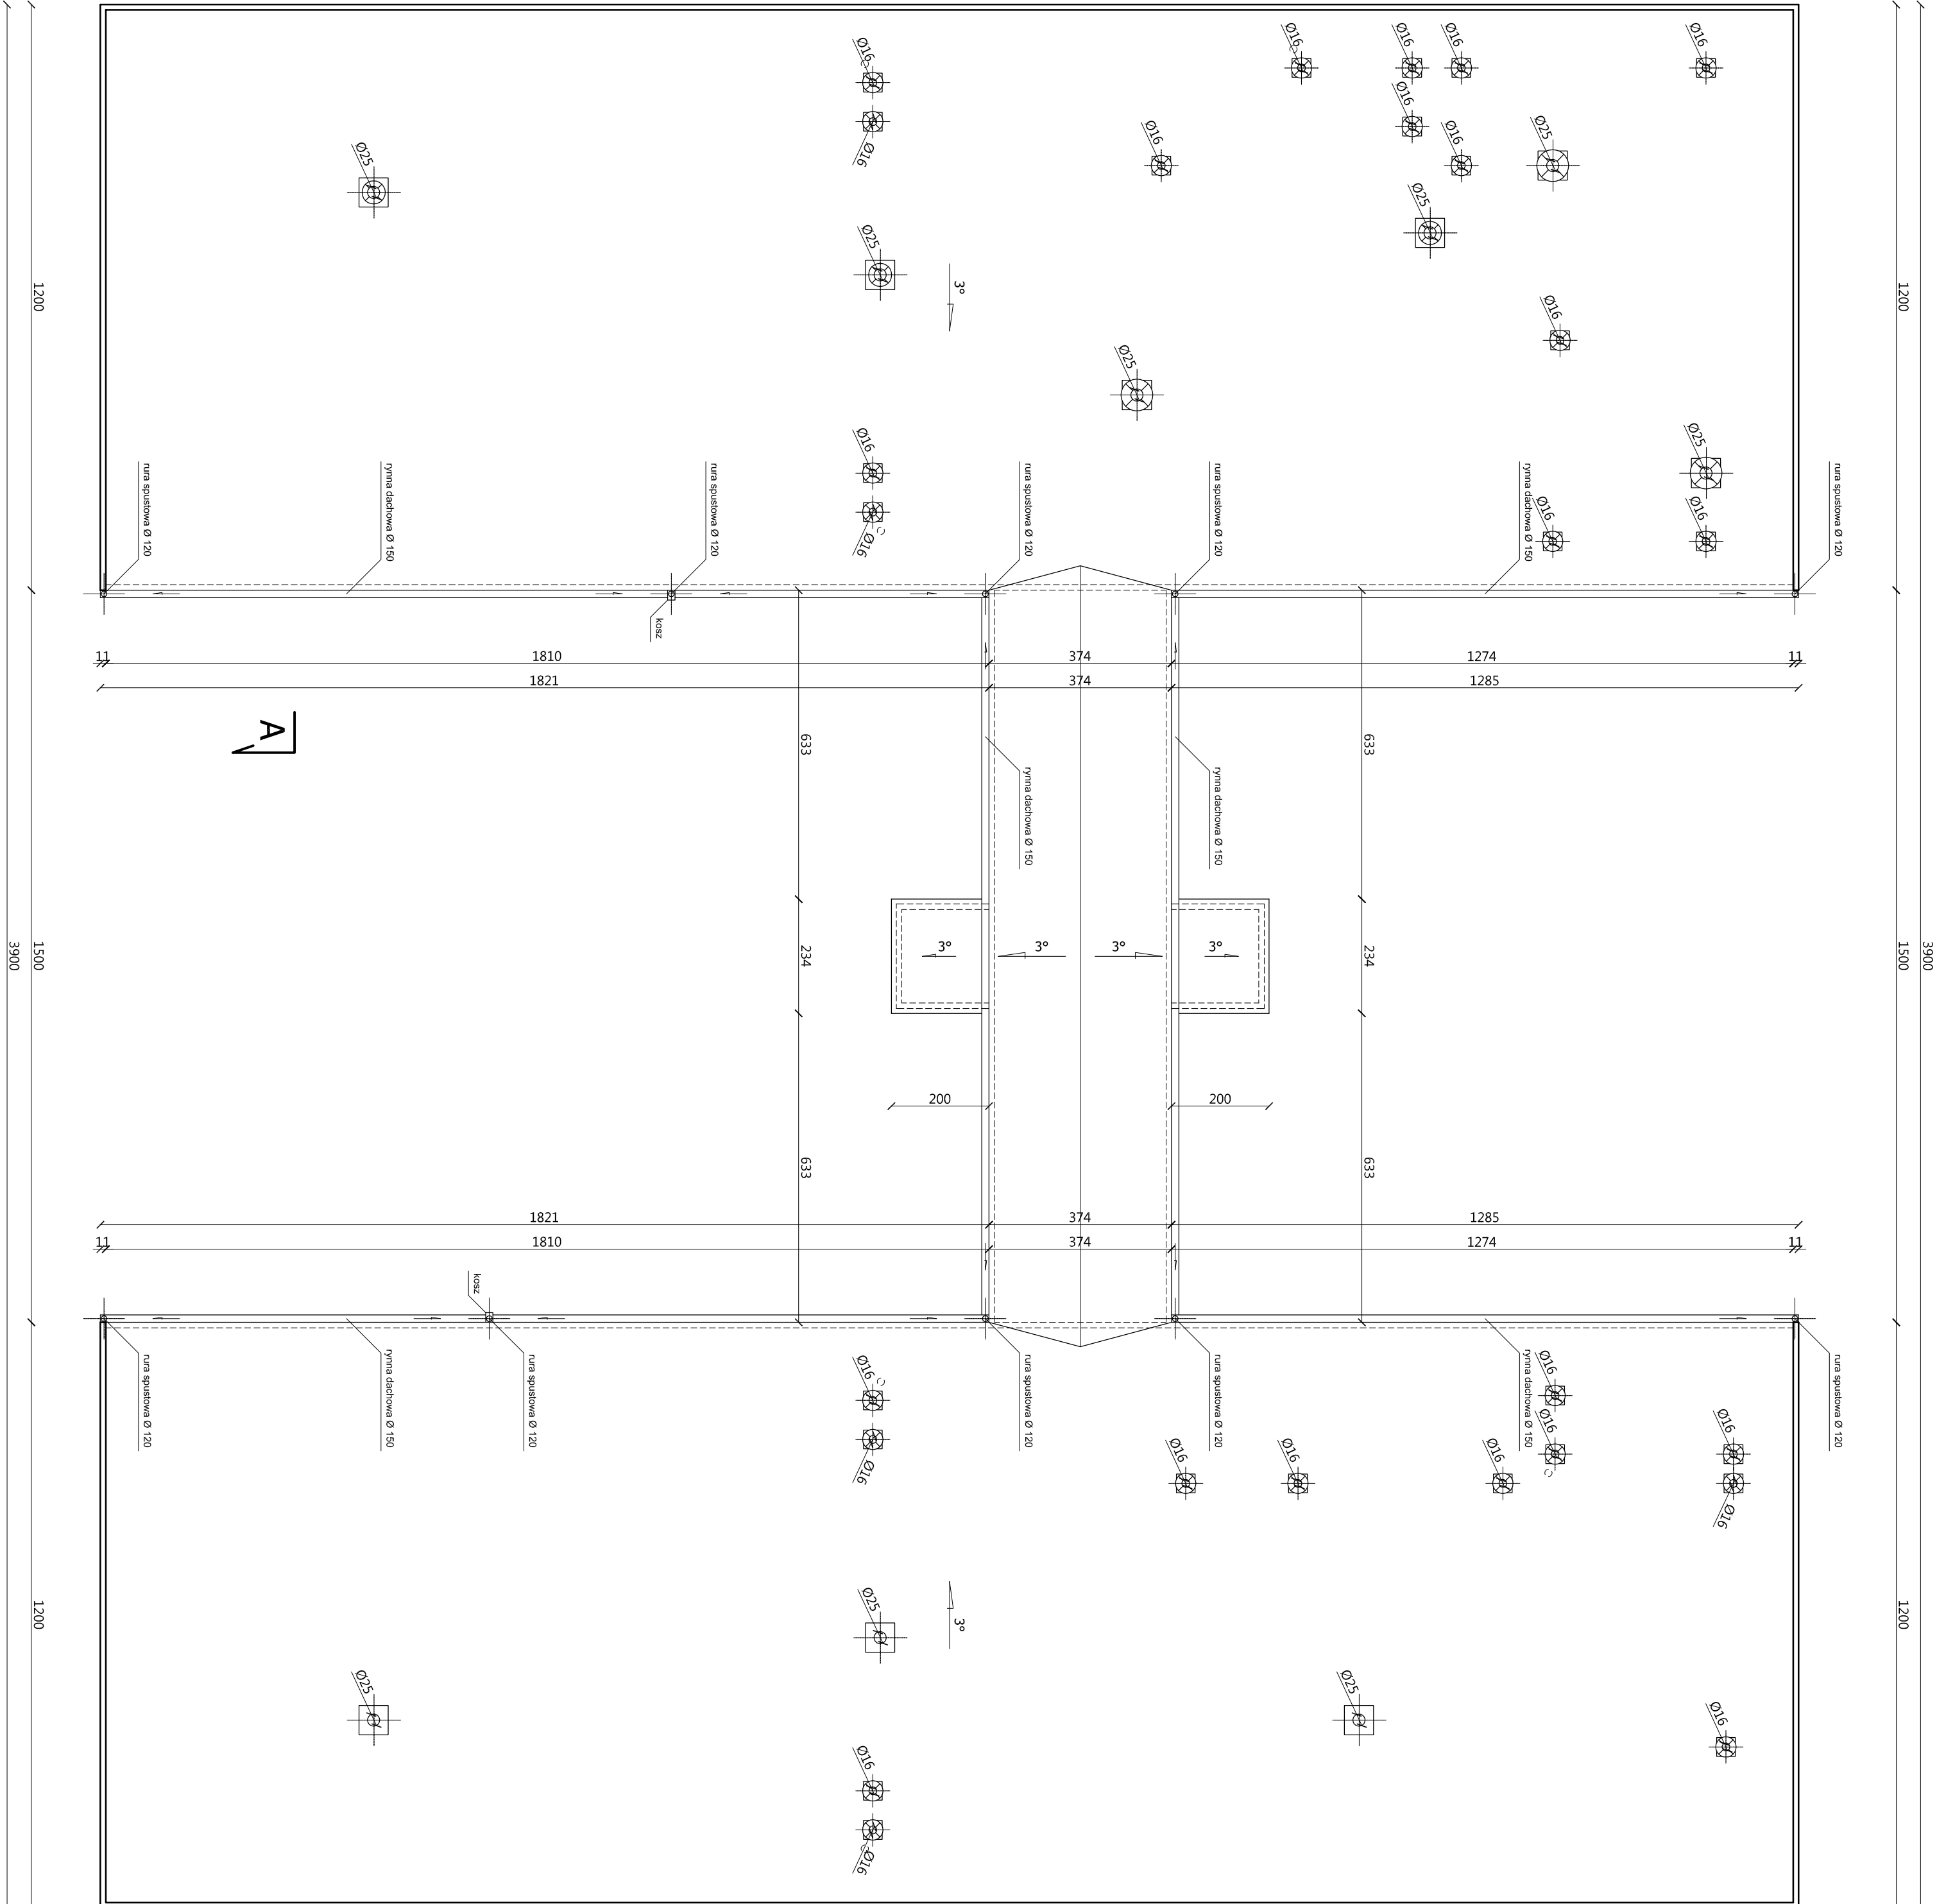 Ø16
Ø16
Ø16
Ø16
Ø16
Ø16
Ø25
Ø16
Ø16
Ø16
Ø25
Ø16
Ø25
Ø25
3°
1200
1200
Ø16
Ø25
Ø25
Ø16
Ø16
Ø16
Ø16
rura spustowa Ø 120
rynna dachowa Ø 150
rura spustowa Ø 120
rura spustowa Ø 120
rura spustowa Ø 120
rynna dachowa Ø 150
rura spustowa Ø 120
kosz
11
1810
374
1274
11
1821
374
1285
A
633
633
rynna dachowa Ø 150
rynna dachowa Ø 150
3900
1500
234
3°
3°
3°
3°
234
1500
3900
200
200
633
633
1821
374
1285
11
1810
374
1274
11
kosz
rura spustowa Ø 120
rynna dachowa Ø 150
rura spustowa Ø 120
rura spustowa Ø 120
rura spustowa Ø 120
rynna dachowa Ø 150
rura spustowa Ø 120
Ø16
Ø16
Ø16
Ø16
Ø16
Ø16
Ø16
Ø16
Ø16
Ø25
3°
1200
1200
Ø25
Ø25
Ø16
Ø16
Ø16